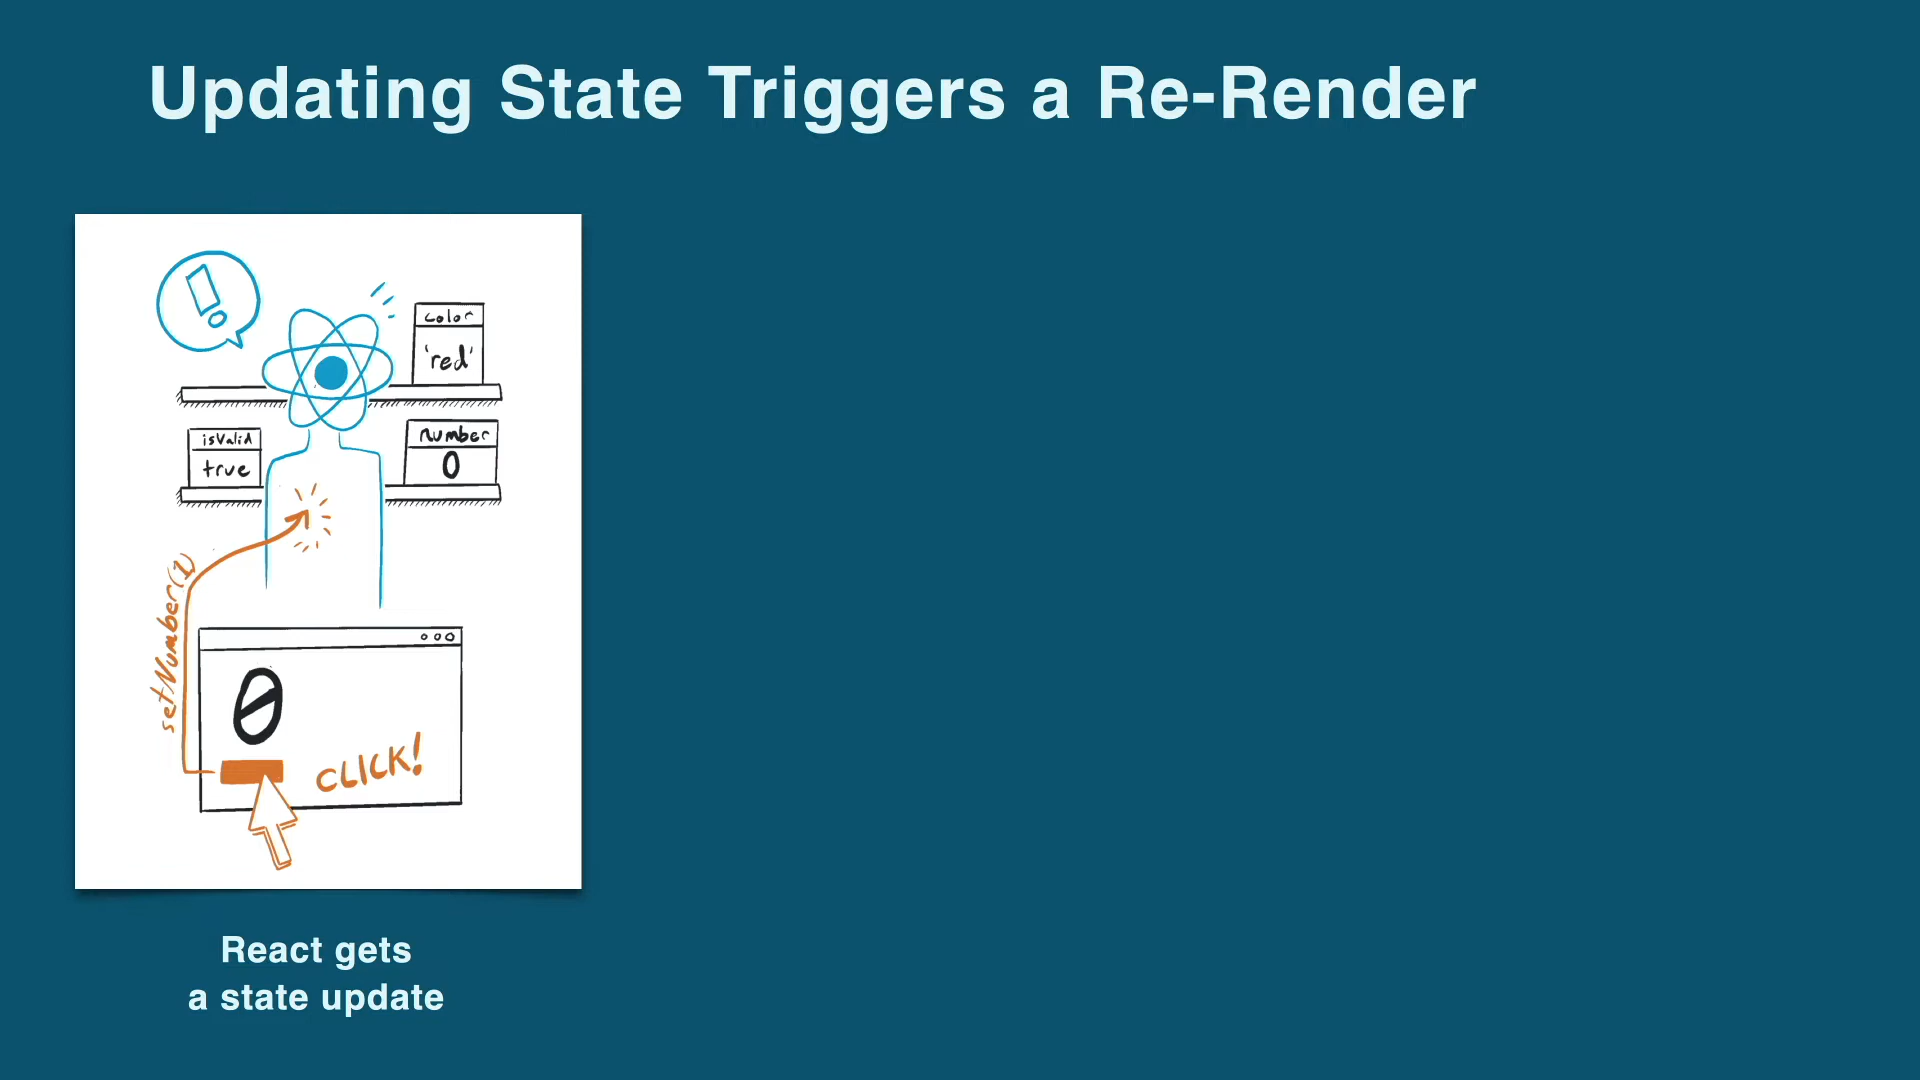 Updating State Triggers a Re-Render
!
color
'red'
isValid
true
number
0
setNumber(1)
0
CLICK!
React gets
a state update